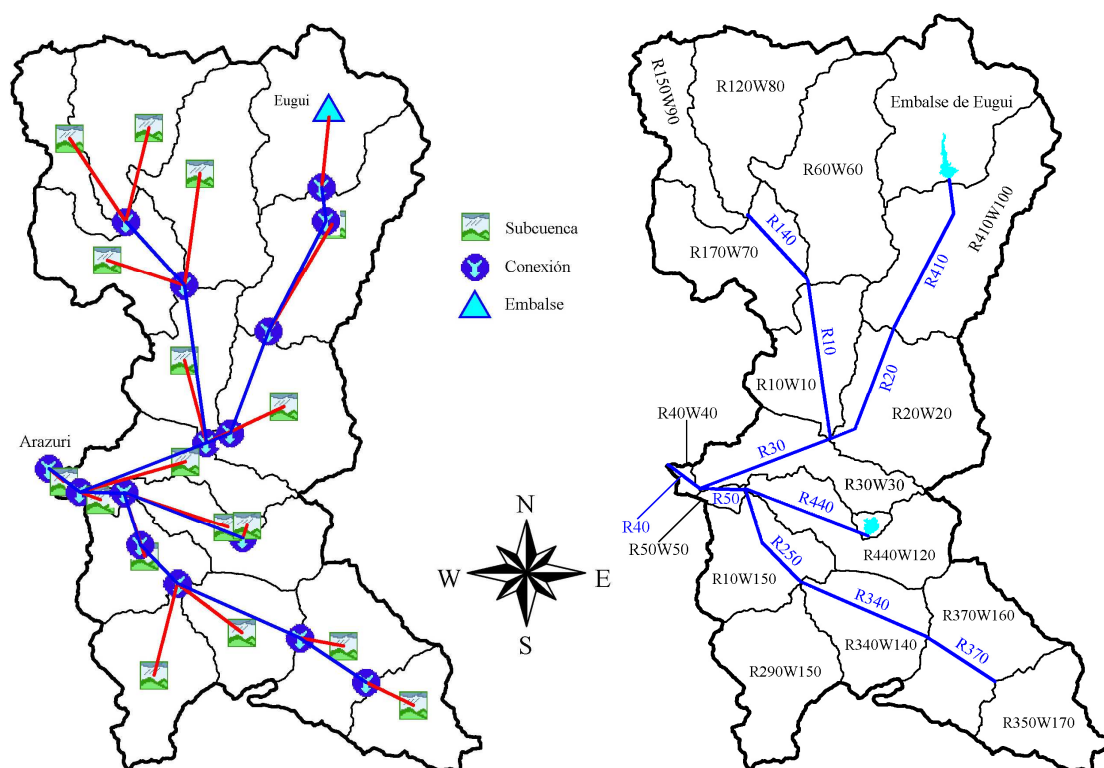 Eugui
Arazuri
Subcuenca
Conexión
Embalse
N
W
E
S
R150W90
R120W80
Embalse de Eugui
R60W60
R410W100
R170W70
R140
R410
R10
R10W10
R20
R20W20
R40W40
R30
R30W30
R50
R440
R40
R50W50
R440W120
R250
R10W150
R340
R370W160
R340W140
R370
R290W150
R350W170